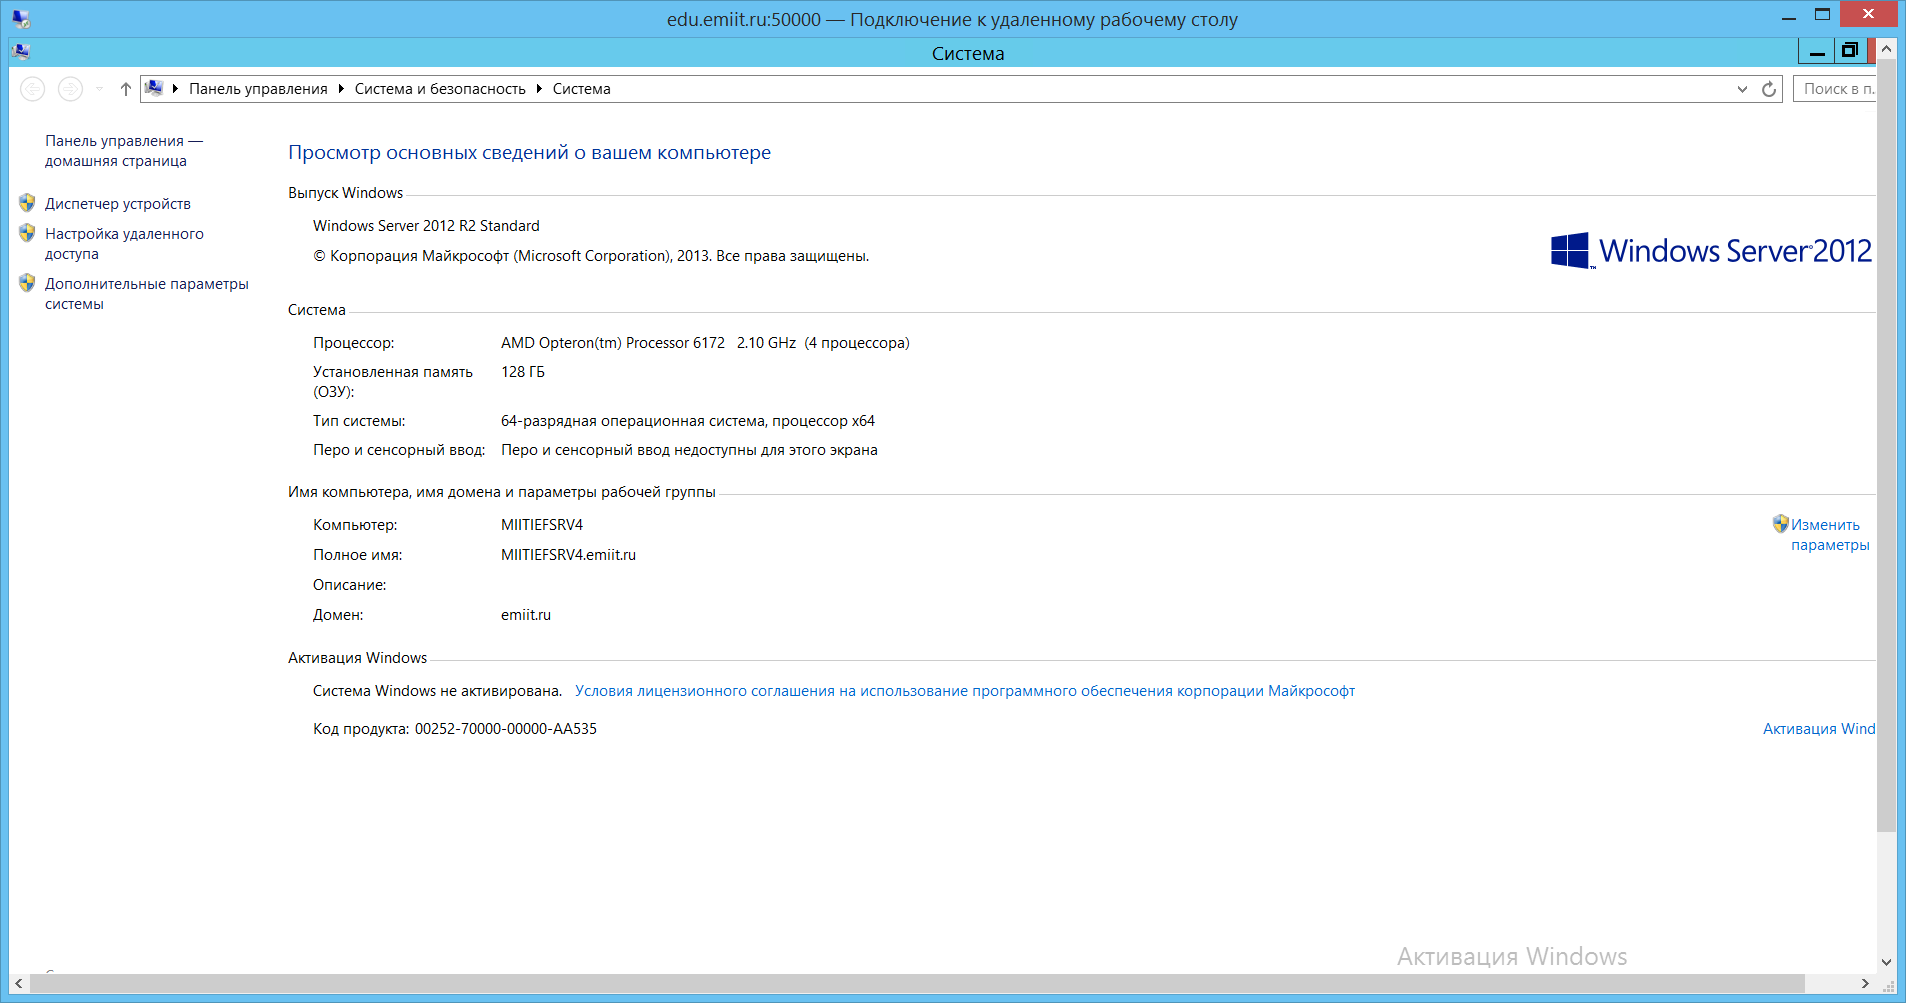 edu.emiit.ru:50000 — Подключение к удаленному рабочему столу
Система
Панель управления ▸ Система и безопасность ▸ Система
Поиск в п...
Панель управления —
домашняя страница
Диспетчер устройств
Настройка удаленного
доступа
Дополнительные параметры
системы
Просмотр основных сведений о вашем компьютере
Выпуск Windows
Windows Server 2012 R2 Standard
© Корпорация Майкрософт (Microsoft Corporation), 2013. Все права защищены.
Windows Server®2012
Система
Процессор: AMD Opteron(tm) Processor 6172 2.10 GHz (4 процессора)
Установленная память 128 ГБ
(ОЗУ):
Тип системы: 64-разрядная операционная система, процессор x64
Перо и сенсорный ввод: Перо и сенсорный ввод недоступны для этого экрана
Имя компьютера, имя домена и параметры рабочей группы
Компьютер: MIITIEFSRV4
Изменить
параметры
Полное имя: MIITIEFSRV4.emiit.ru
Описание:
Домен: emiit.ru
Активация Windows
Система Windows не активирована. Условия лицензионного соглашения на использование программного обеспечения корпорации Майкрософт
Код продукта: 00252-70000-00000-AA535
Активация Wind
Активация Windows